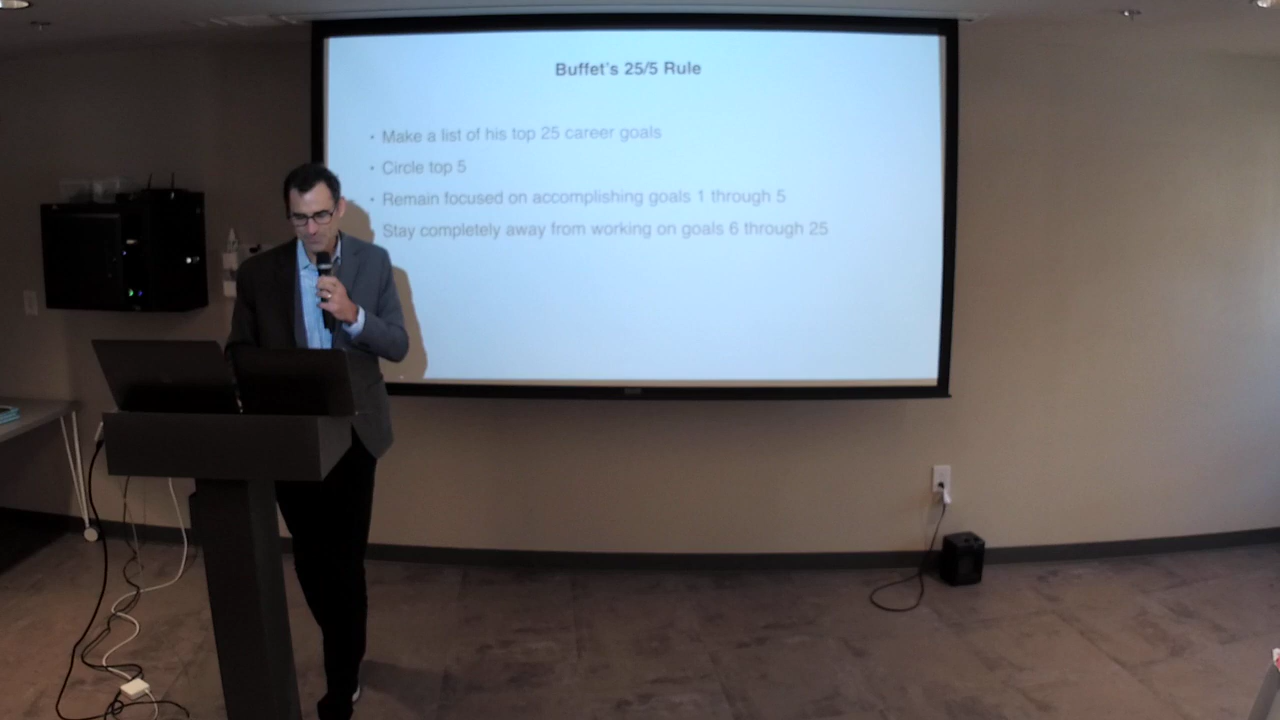 Buffet's 25/5 Rule
• Make a list of his top 25 career goals
• Circle top 5
• Remain focused on accomplishing goals 1 through 5
Stay completely away from working on goals 6 through 25